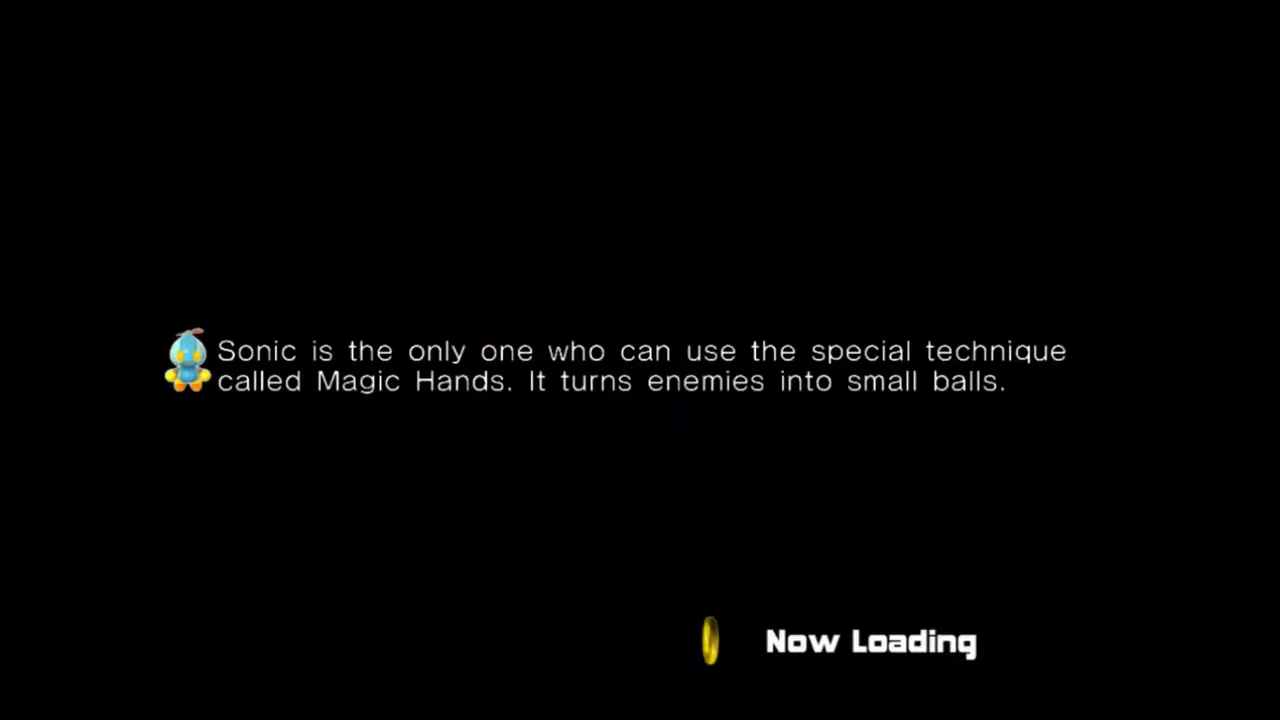 Sonic is the only one who can use the special technique
called Magic Hands. It turns enemies into small balls.
Now Loading